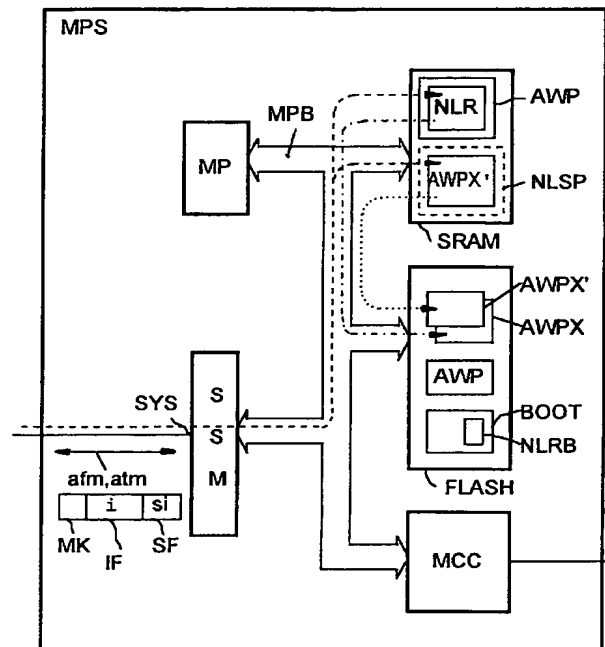 MPS
NLR
AWP
MPB
MP
AWPX'
NLSP
SRAM
AWPX'
AWPX
AWP
BOOT
NLRB
FLASH
SYS
S
S
M
afm,atm
i
si
MK
IF
SF
MCC